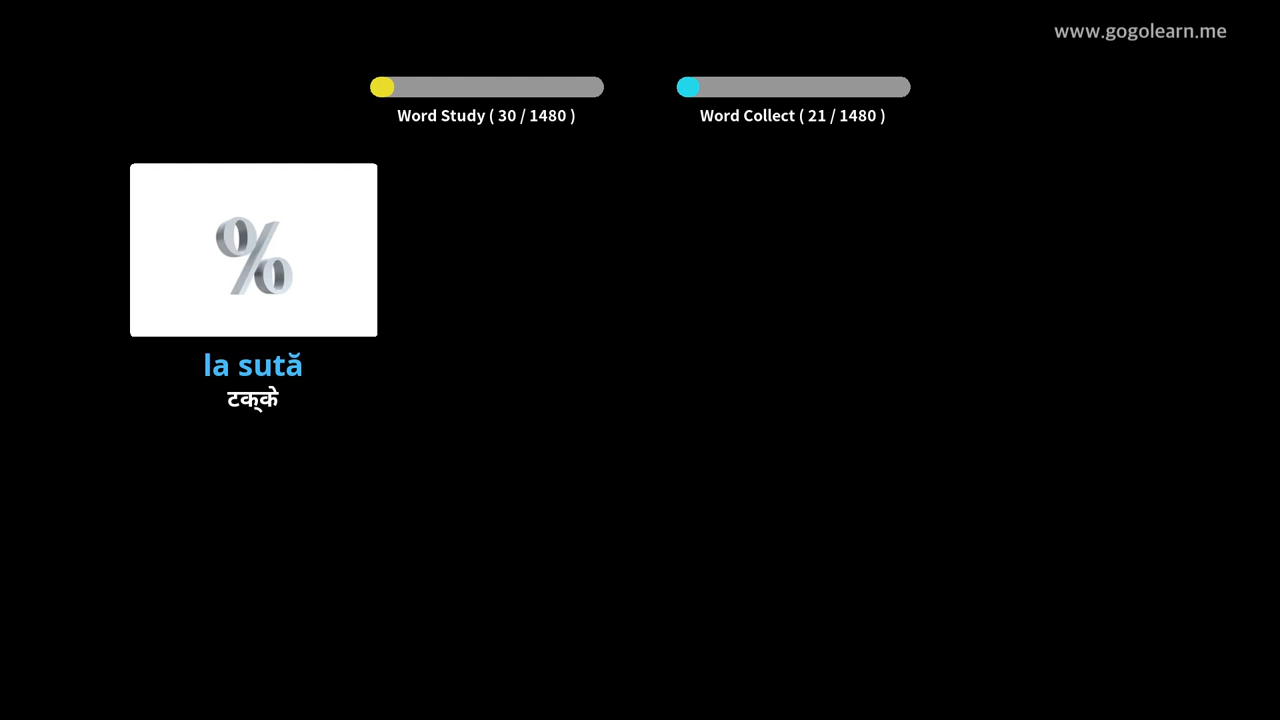 www.gogolearn.me
Word Study ( 30 / 1480 )
Word Collect ( 21 / 1480 )
%
la sută
टक्के